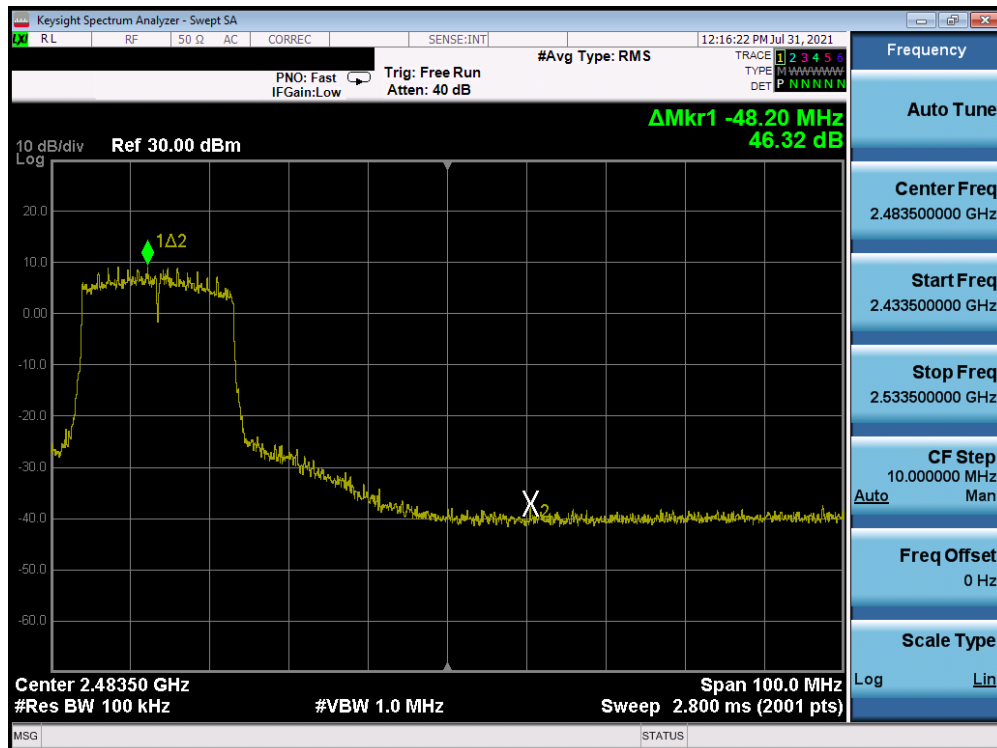 Keysight Spectrum Analyzer - Swept SA
LXI RL RF 50 Ω AC CORREC SENSE:INT 12:16:22 PM Jul 31, 2021
#Avg Type: RMS TRACE 1 2 3 4 5 6
PNO: Fast Trig: Free Run TYPE M WWWWW
IFGain:Low Atten: 40 dB DET P N N N N N
ΔMkr1 -48.20 MHz
46.32 dB
10 dB/div Ref 30.00 dBm
Log
20.0
1Δ2
10.0
0.00
-10.0
-20.0
-30.0
2
-40.0
-50.0
-60.0
Center 2.48350 GHz Span 100.0 MHz
#Res BW 100 kHz #VBW 1.0 MHz Sweep 2.800 ms (2001 pts)
MSG STATUS
Frequency
Auto Tune
Center Freq
2.483500000 GHz
Start Freq
2.433500000 GHz
Stop Freq
2.533500000 GHz
CF Step
10.000000 MHz
Auto Man
Freq Offset
0 Hz
Scale Type
Log Lin